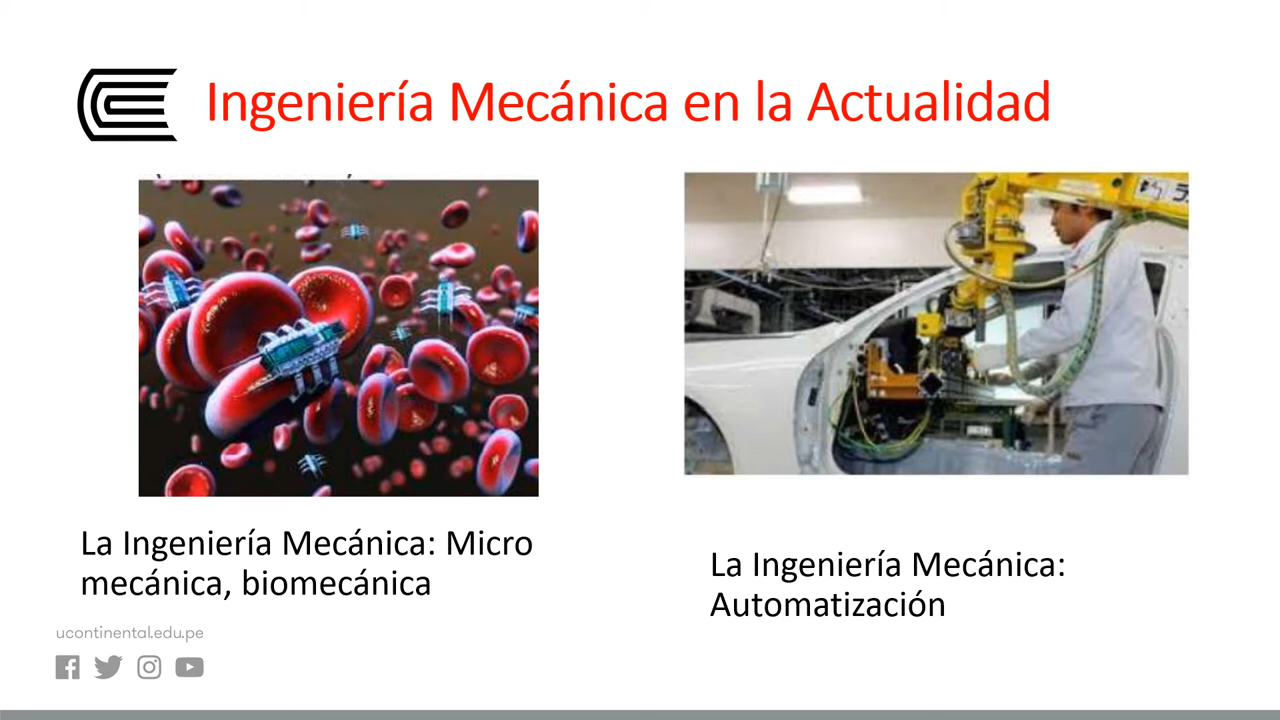 Ingeniería Mecánica en la Actualidad
La Ingeniería Mecánica: Micro
mecánica, biomecánica
La Ingeniería Mecánica:
Automatización
ucontinental.edu.pe